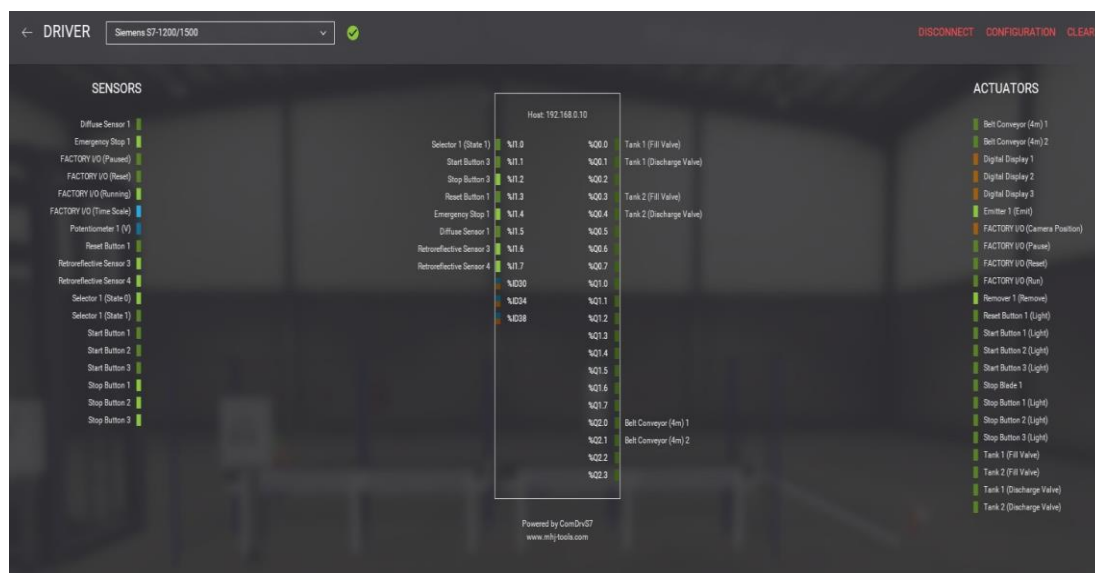 ← DRIVER Siemens S7-1200/1500 DISCONNECT CONFIGURATION CLEAR
SENSORS
Diffuse Sensor 1
Emergency Stop 1
FACTORY I/O (Paused)
FACTORY I/O (Reset)
FACTORY I/O (Running)
FACTORY I/O (Time Scale)
Potentiometer 1 (V)
Reset Button 1
Retroreflective Sensor 3
Retroreflective Sensor 4
Selector 1 (State 0)
Selector 1 (State 1)
Start Button 1
Start Button 2
Start Button 3
Stop Button 1
Stop Button 2
Stop Button 3
Host: 192.168.0.10
Selector 1 (State 1) %I1.0 %Q0.0 Tank 1 (Fill Valve)
Start Button 3 %I1.1 %Q0.1 Tank 1 (Discharge Valve)
Stop Button 3 %I1.2 %Q0.2
Reset Button 1 %I1.3 %Q0.3 Tank 2 (Fill Valve)
Emergency Stop 1 %I1.4 %Q0.4 Tank 2 (Discharge Valve)
Diffuse Sensor 1 %I1.5 %Q0.5
Retroreflective Sensor 3 %I1.6 %Q0.6
Retroreflective Sensor 4 %I1.7 %Q0.7
%ID30 %Q1.0
%ID34 %Q1.1
%ID38 %Q1.2
%Q1.3
%Q1.4
%Q1.5
%Q1.6
%Q1.7
%Q2.0 Belt Conveyor (4m) 1
%Q2.1 Belt Conveyor (4m) 2
%Q2.2
%Q2.3
Powered by ComDrvS7
www.mhj-tools.com
ACTUATORS
Belt Conveyor (4m) 1
Belt Conveyor (4m) 2
Digital Display 1
Digital Display 2
Digital Display 3
Emitter 1 (Emit)
FACTORY I/O (Camera Position)
FACTORY I/O (Pause)
FACTORY I/O (Reset)
FACTORY I/O (Run)
Remover 1 (Remove)
Reset Button 1 (Light)
Start Button 1 (Light)
Start Button 2 (Light)
Start Button 3 (Light)
Stop Blade 1
Stop Button 1 (Light)
Stop Button 2 (Light)
Stop Button 3 (Light)
Tank 1 (Fill Valve)
Tank 2 (Fill Valve)
Tank 1 (Discharge Valve)
Tank 2 (Discharge Valve)